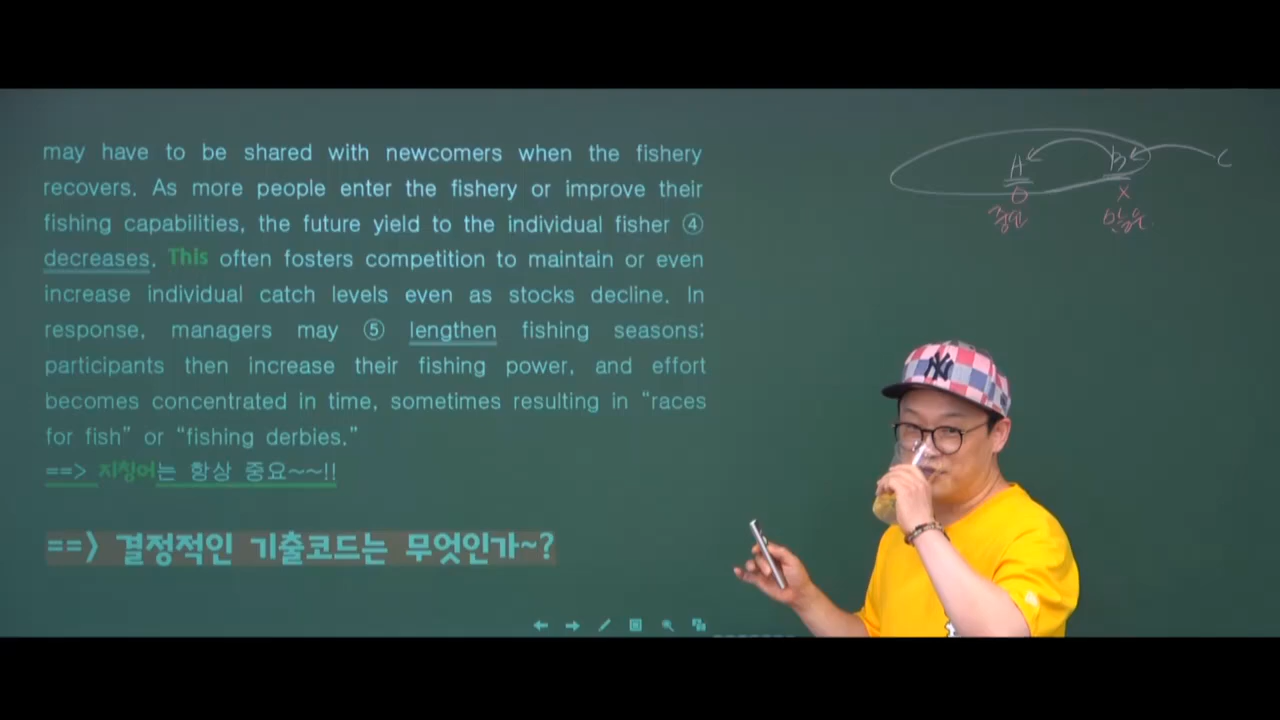 may have to be shared with newcomers when the fishery
recovers. As more people enter the fishery or improve their
fishing capabilities, the future yield to the individual fisher ④
decreases. This often fosters competition to maintain or even
increase individual catch levels even as stocks decline. In
response, managers may ⑤ lengthen fishing seasons;
participants then increase their fishing power, and effort
becomes concentrated in time, sometimes resulting in “races
for fish” or “fishing derbies.”
==> 지칭어는 항상 중요~~!!
==> 결정적인 기출코드는 무엇인가~?
A B C
O X
NY